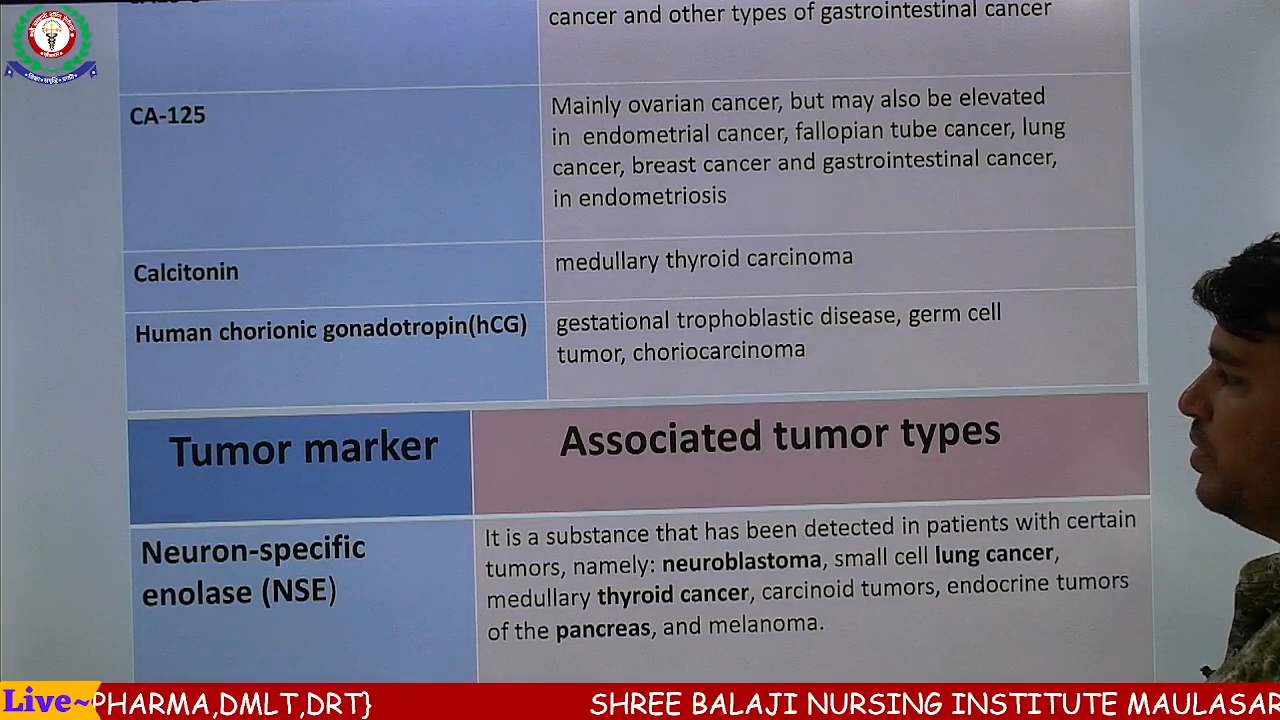 cancer and other types of gastrointestinal cancer
CA-125
Mainly ovarian cancer, but may also be elevated
in endometrial cancer, fallopian tube cancer, lung
cancer, breast cancer and gastrointestinal cancer,
in endometriosis
Calcitonin
medullary thyroid carcinoma
Human chorionic gonadotropin(hCG)
gestational trophoblastic disease, germ cell
tumor, choriocarcinoma
Tumor marker
Associated tumor types
Neuron-specific
enolase (NSE)
It is a substance that has been detected in patients with certain
tumors, namely: neuroblastoma, small cell lung cancer,
medullary thyroid cancer, carcinoid tumors, endocrine tumors
of the pancreas, and melanoma.
Live~
PHARMA,DMLT,DRT}
SHREE BALAJI NURSING INSTITUTE MAULASAR